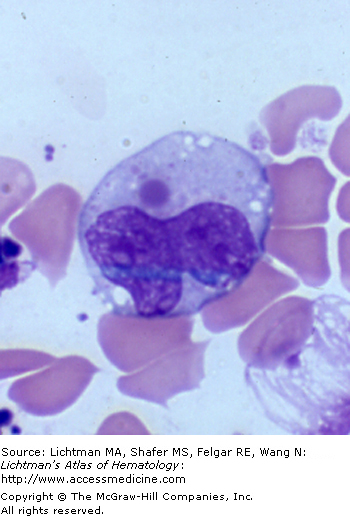 Source: Lichtman MA, Shafer MS, Felgar RE, Wang N:
Lichtman's Atlas of Hematology:
http://www.accessmedicine.com
Copyright © The McGraw-Hill Companies, Inc.
All rights reserved.